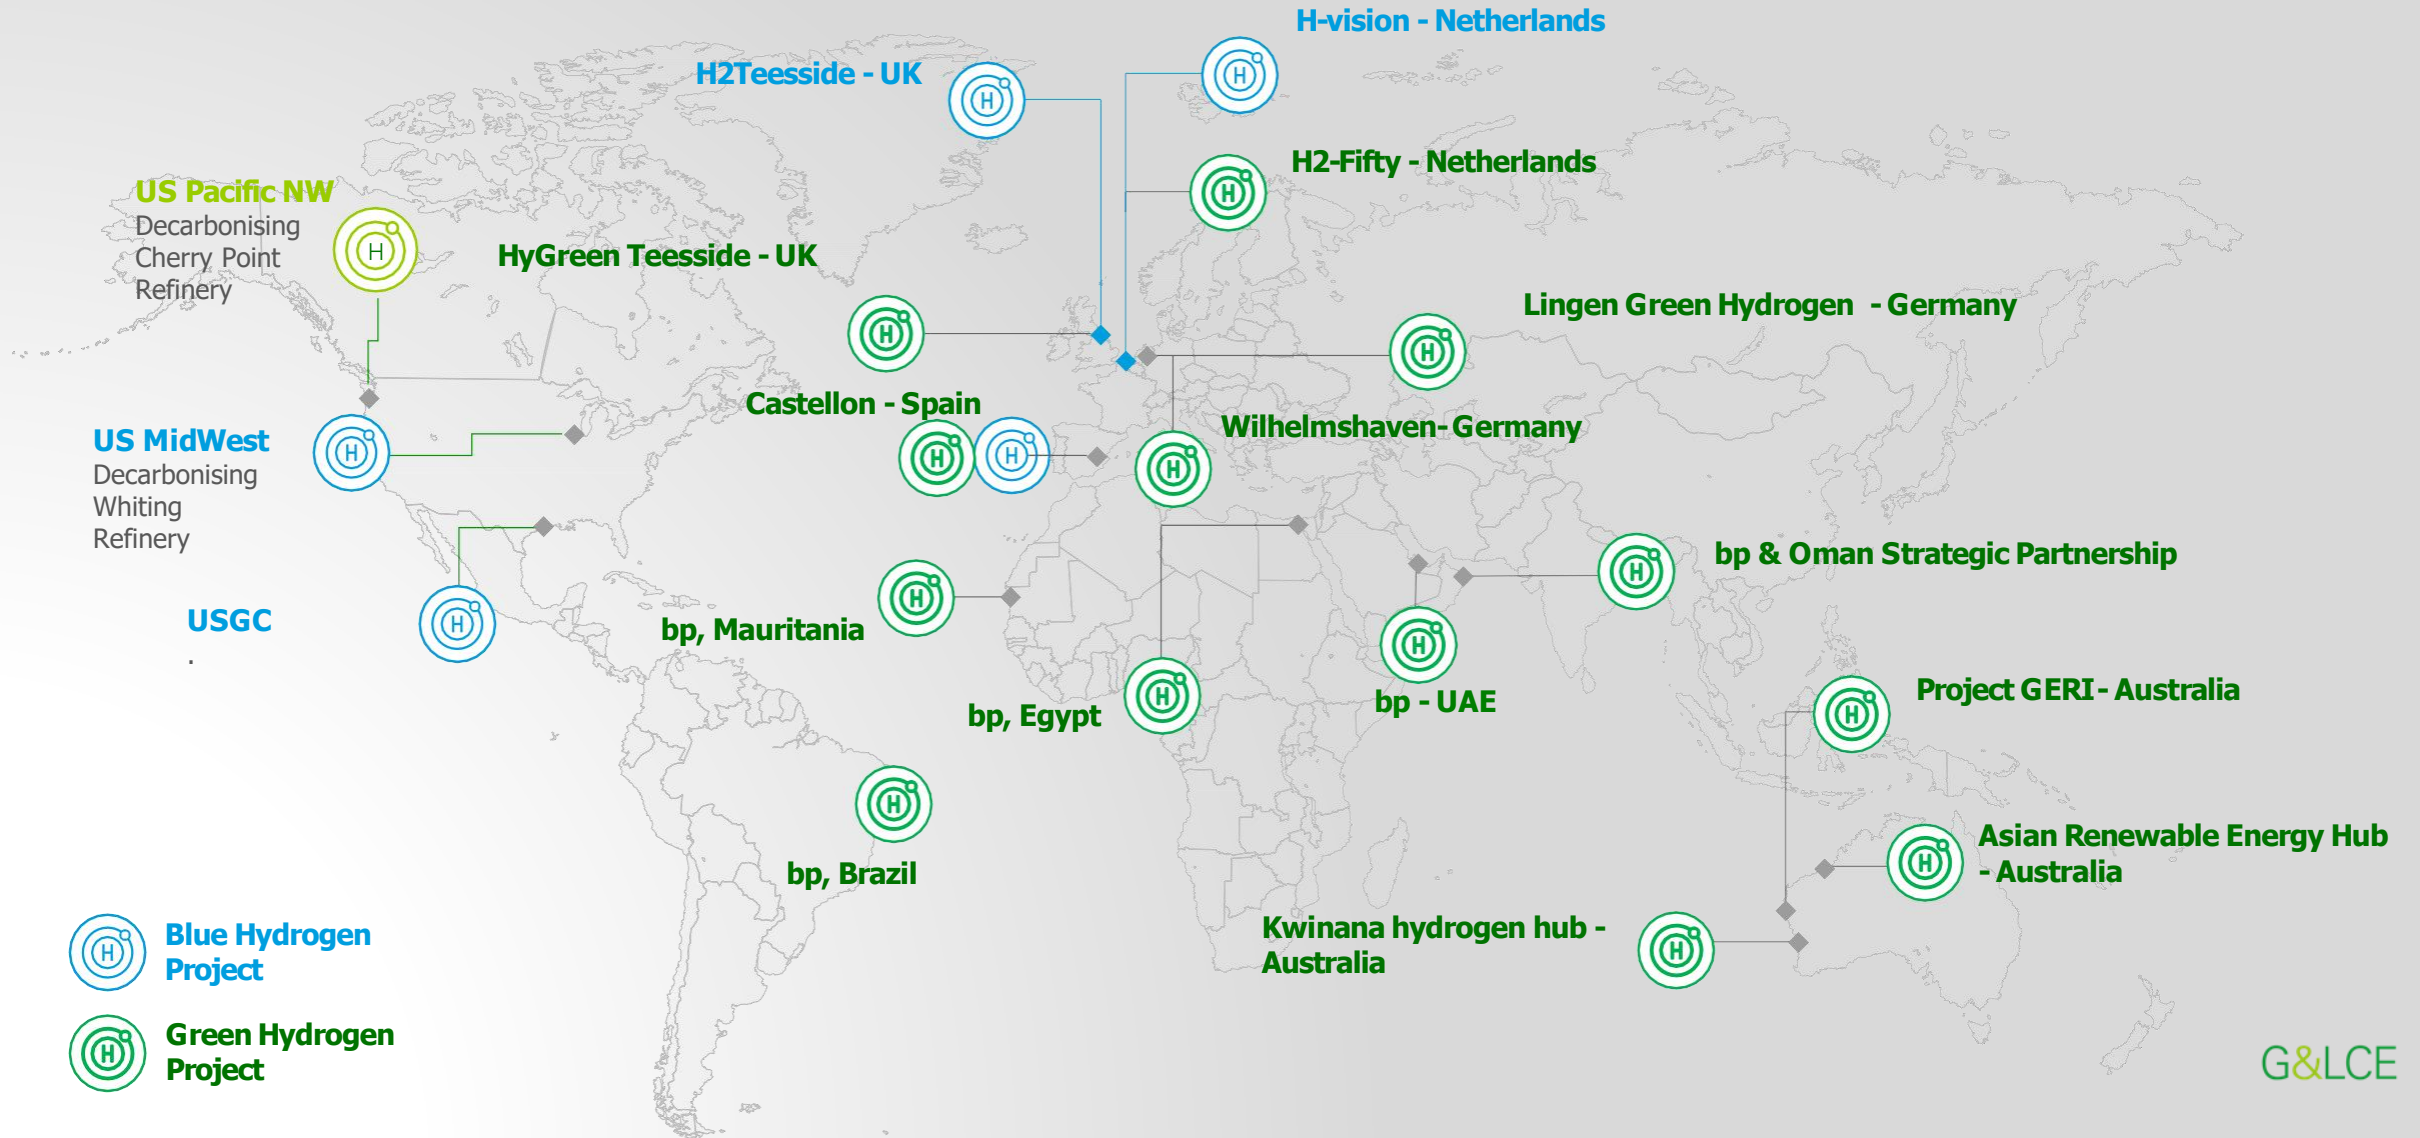 H-vision - Netherlands
H2Teesside - UK
H
H
H2-Fifty - Netherlands
H
US Pacific NW
Decarbonising
Cherry Point
Refinery
H
HyGreen Teesside - UK
H
Lingen Green Hydrogen - Germany
H
Castellon - Spain
H
H
Wilhelmshaven- Germany
H
US MidWest
Decarbonising
Whiting
Refinery
H
bp & Oman Strategic Partnership
H
USGC
.
H
bp, Mauritania
H
bp, Egypt
H
bp - UAE
H
Project GERI- Australia
H
bp, Brazil
H
Asian Renewable Energy Hub
- Australia
H
Kwinana hydrogen hub -
Australia
H
H
Blue Hydrogen
Project
H
Green Hydrogen
Project
G&LCE